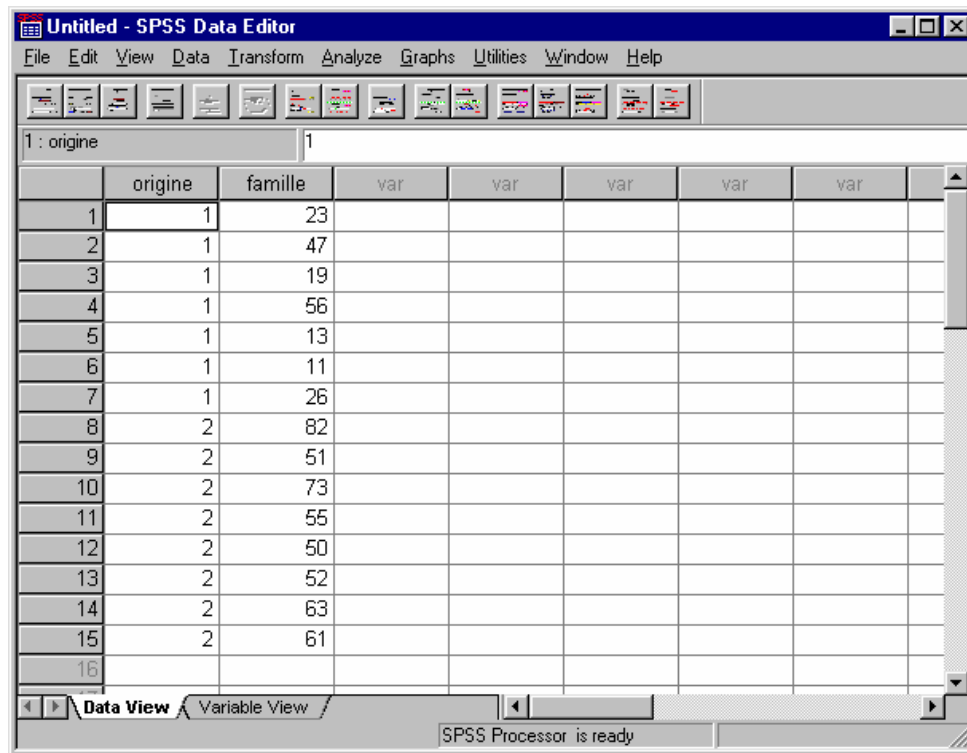 Untitled - SPSS Data Editor
File Edit View Data Transform Analyze Graphs Utilities Window Help
1 : origine 1
origine famille var var var var var
1 1 23
2 1 47
3 1 19
4 1 56
5 1 13
6 1 11
7 1 26
8 2 82
9 2 51
10 2 73
11 2 55
12 2 50
13 2 52
14 2 63
15 2 61
16
Data View Variable View
SPSS Processor is ready